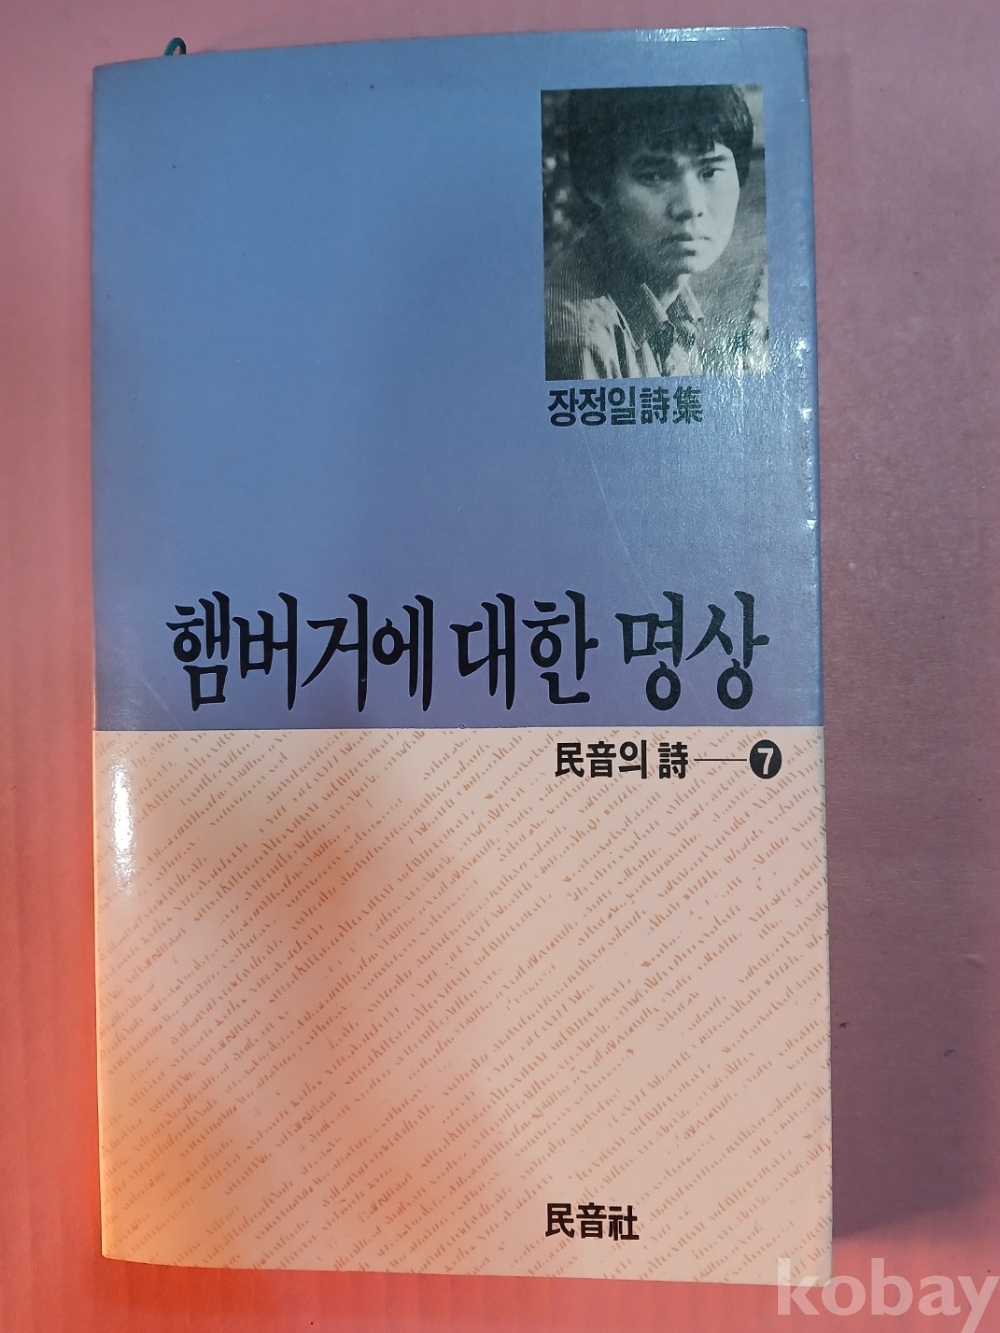 장정일詩集
햄버거에 대한 명상
民音의 詩──❼
民音社
kobay